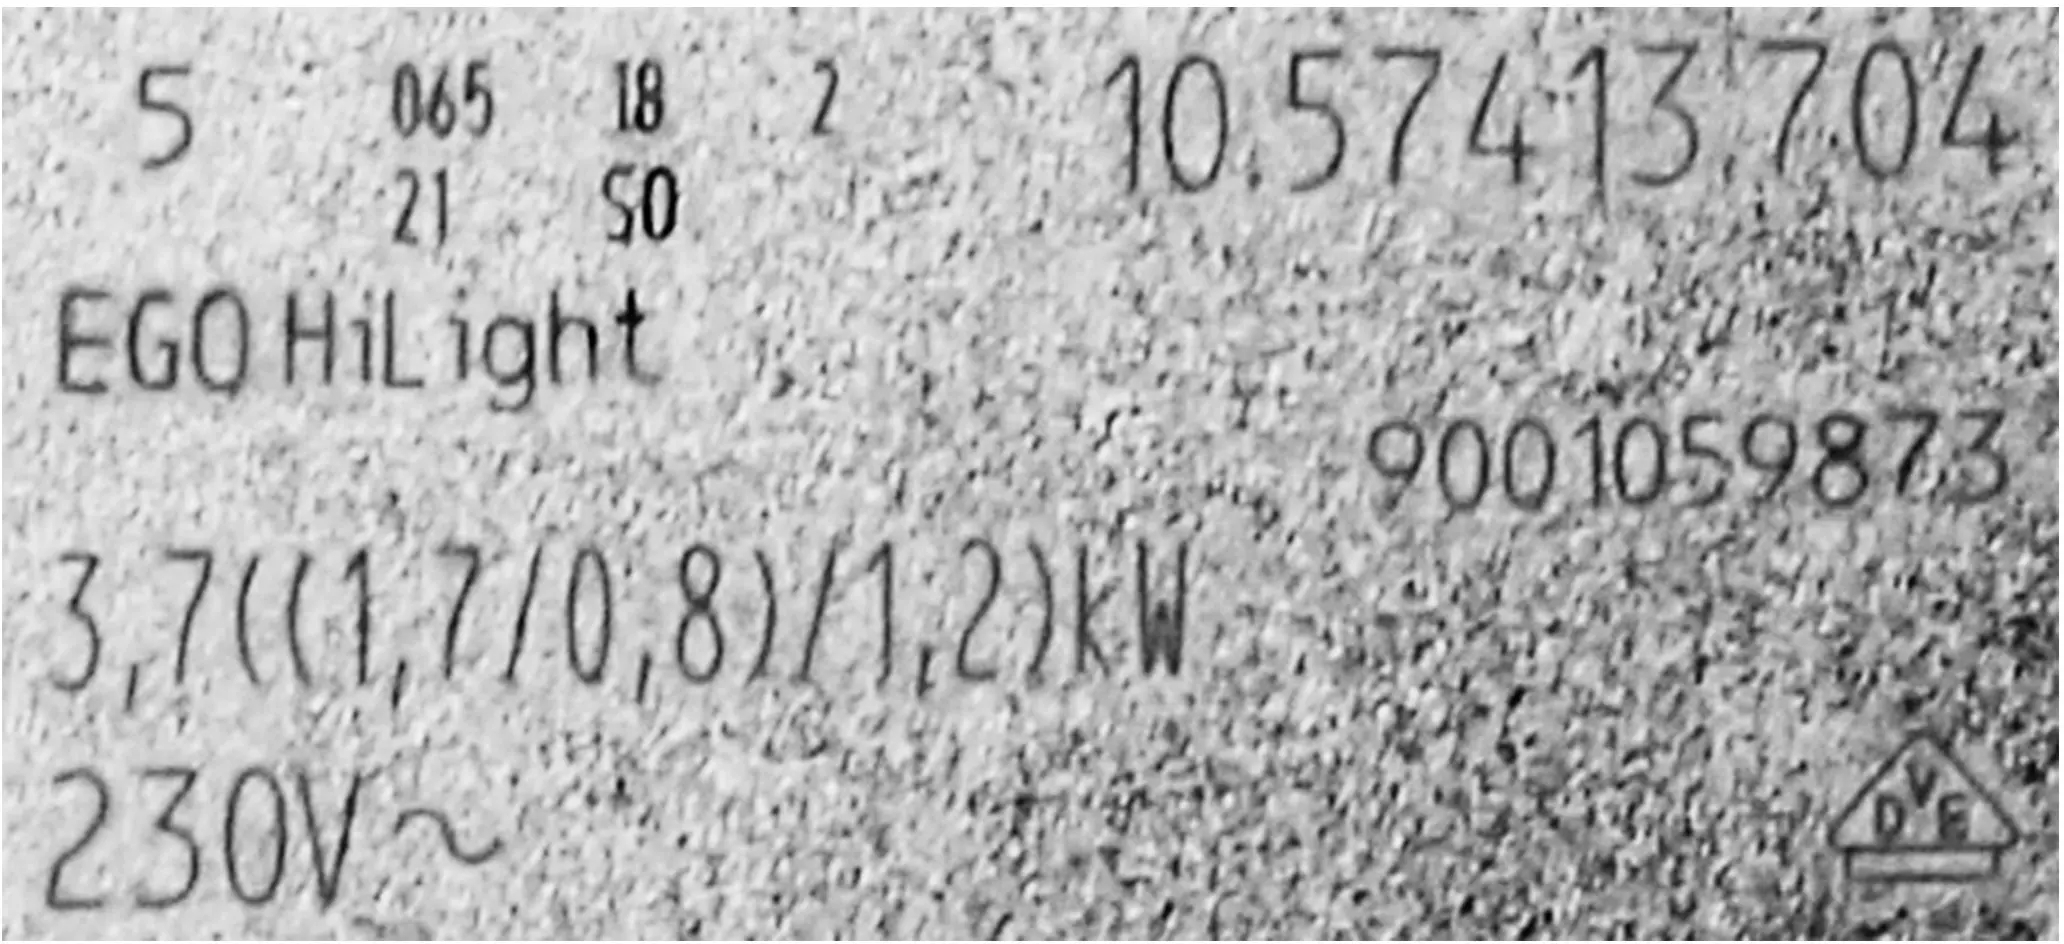 5 065 18 2 10.57413.704
21 50
EGO HiLight
9001059873
3,7((1,7/0,8)/1,2)kW
230V~
DVE